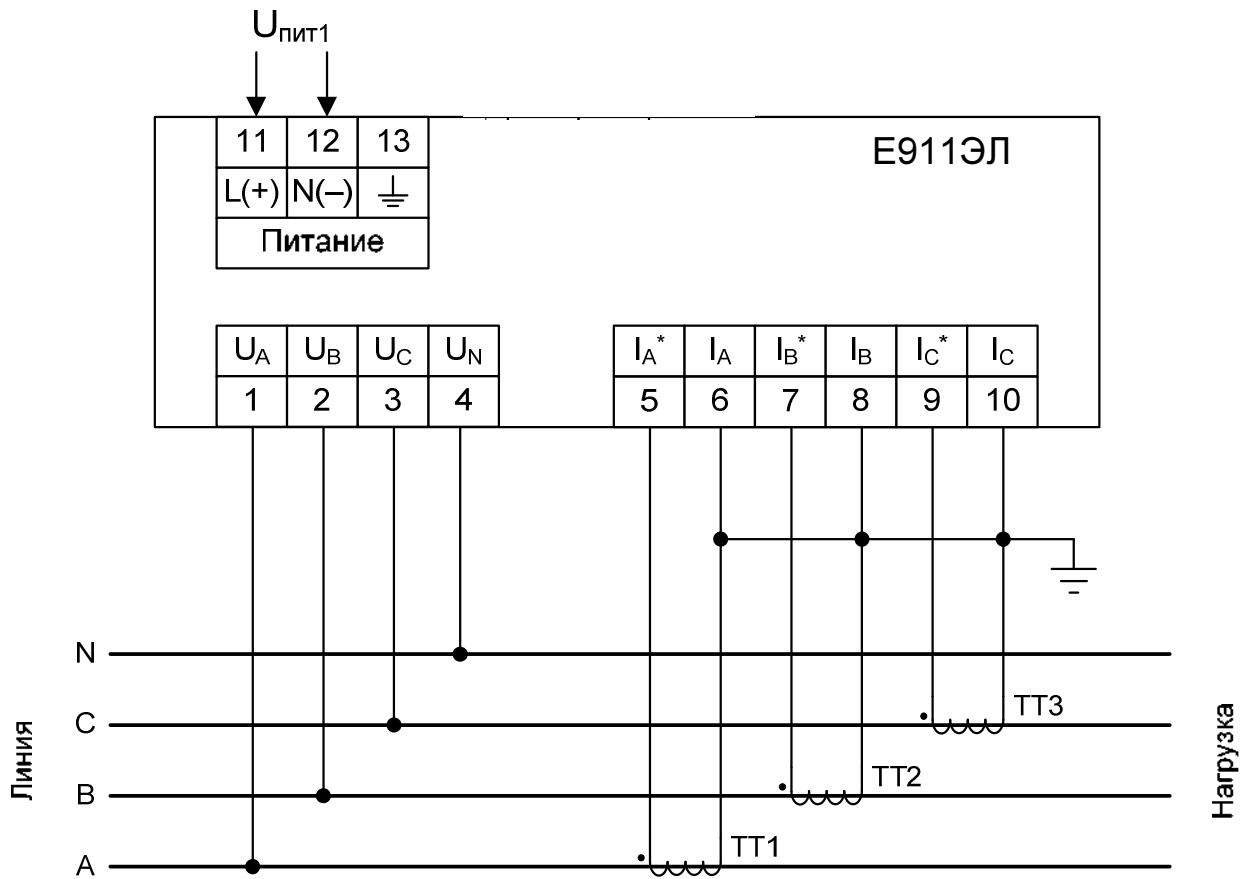 Uпит1
11 12 13
E911ЭЛ
L(+) N(–)
Питание
UA UB UC UN
IA* IA IB* IB IC* IC
1 2 3 4
5 6 7 8 9 10
N
C
TT3
B
TT2
A
TT1
Линия
Нагрузка